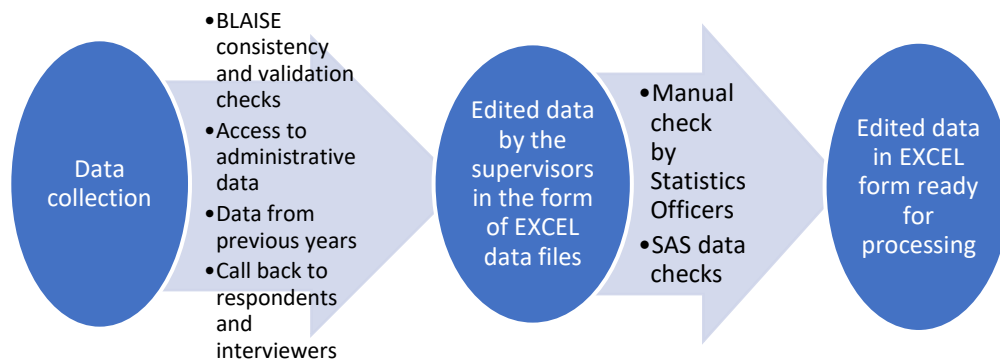 Data
collection
•BLAISE
consistency
and validation
checks
•Access to
administrative
data
•Data from
previous years
•Call back to
respondents
and
interviewers
Edited data
by the
supervisors
in the form
of EXCEL
data files
•Manual
check
by
Statistics
Officers
•SAS data
checks
Edited data
in EXCEL
form ready
for
processing